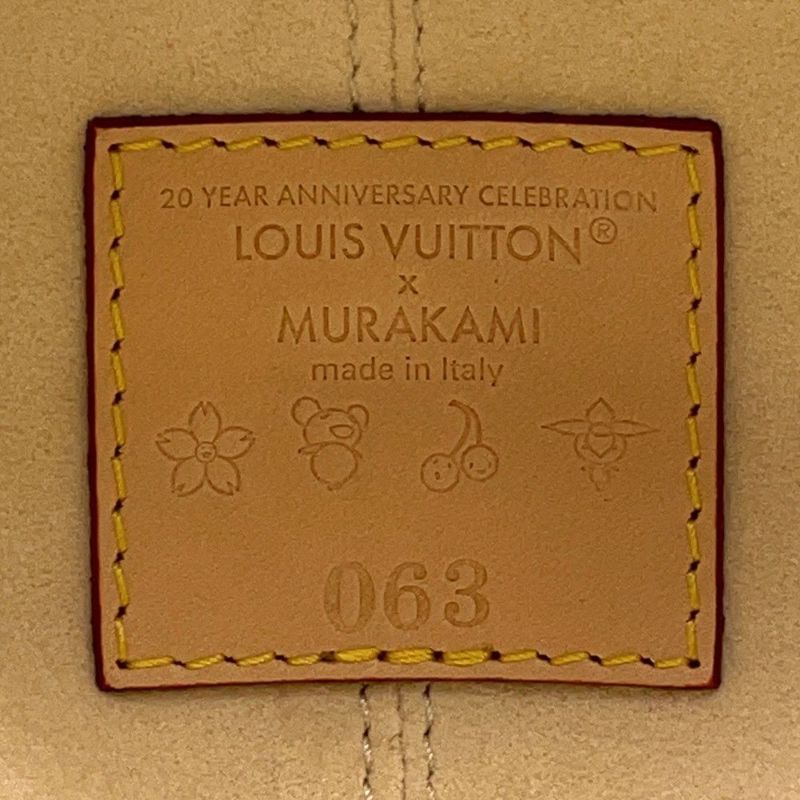 20 YEAR ANNIVERSARY CELEBRATION
LOUIS VUITTON®
x
MURAKAMI
made in Italy
063